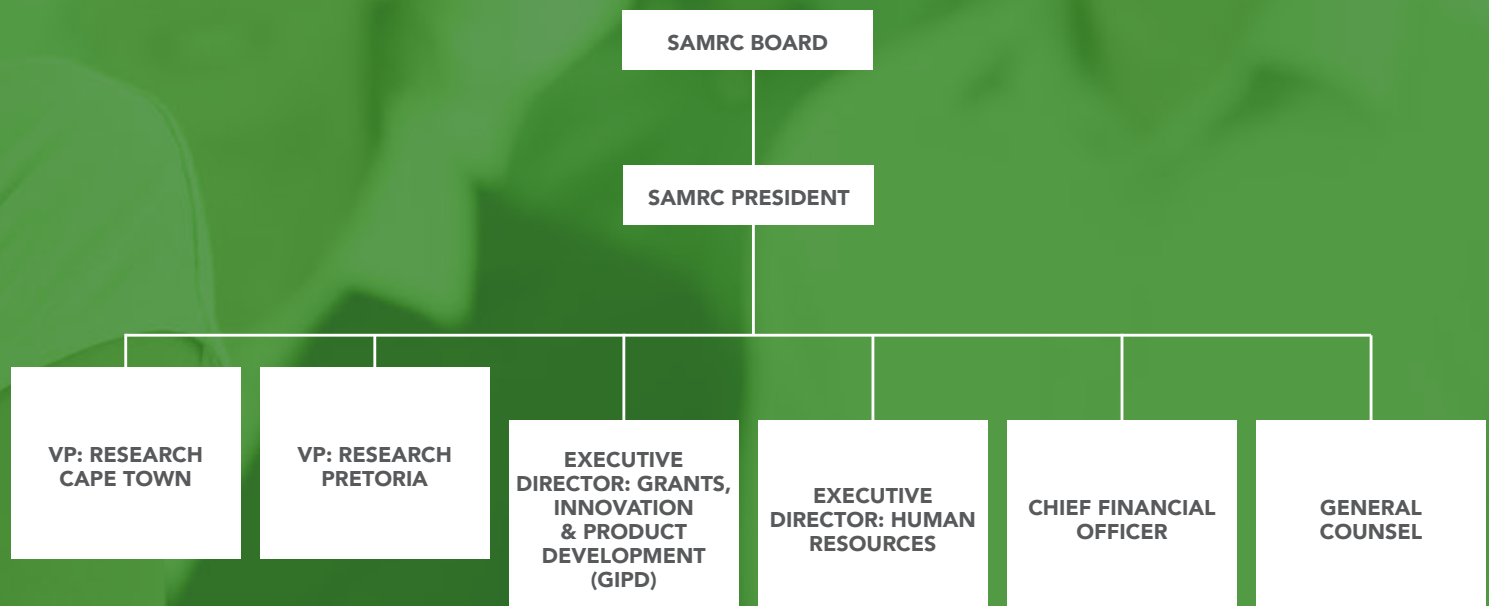 SAMRC BOARD
SAMRC PRESIDENT
VP: RESEARCH
CAPE TOWN
VP: RESEARCH
PRETORIA
EXECUTIVE
DIRECTOR: GRANTS,
INNOVATION
& PRODUCT
DEVELOPMENT
(GIPD)
EXECUTIVE
DIRECTOR: HUMAN
RESOURCES
CHIEF FINANCIAL
OFFICER
GENERAL
COUNSEL